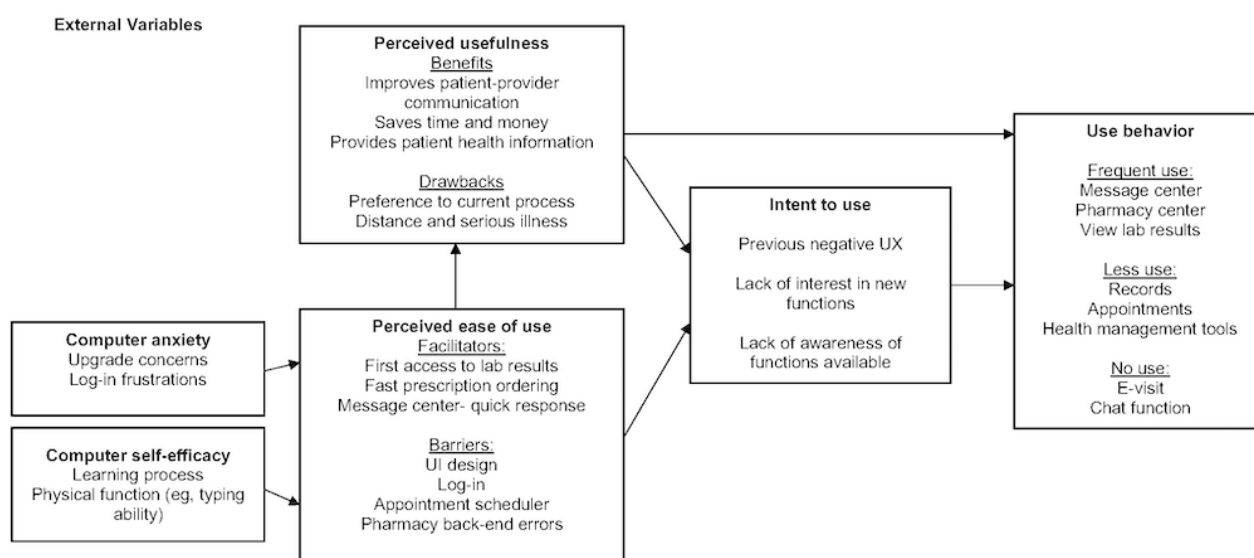 External Variables
Perceived usefulness
Benefits
Improves patient-provider
communication
Saves time and money
Provides patient health information
Drawbacks
Preference to current process
Distance and serious illness
Computer anxiety
Upgrade concerns
Log-in frustrations
Computer self-efficacy
Learning process
Physical function (eg, typing
ability)
Perceived ease of use
Facilitators:
First access to lab results
Fast prescription ordering
Message center- quick response
Barriers:
UI design
Log-in
Appointment scheduler
Pharmacy back-end errors
Intent to use
Previous negative UX
Lack of interest in new
functions
Lack of awareness of
functions available
Use behavior
Frequent use:
Message center
Pharmacy center
View lab results
Less use:
Records
Appointments
Health management tools
No use:
E-visit
Chat function